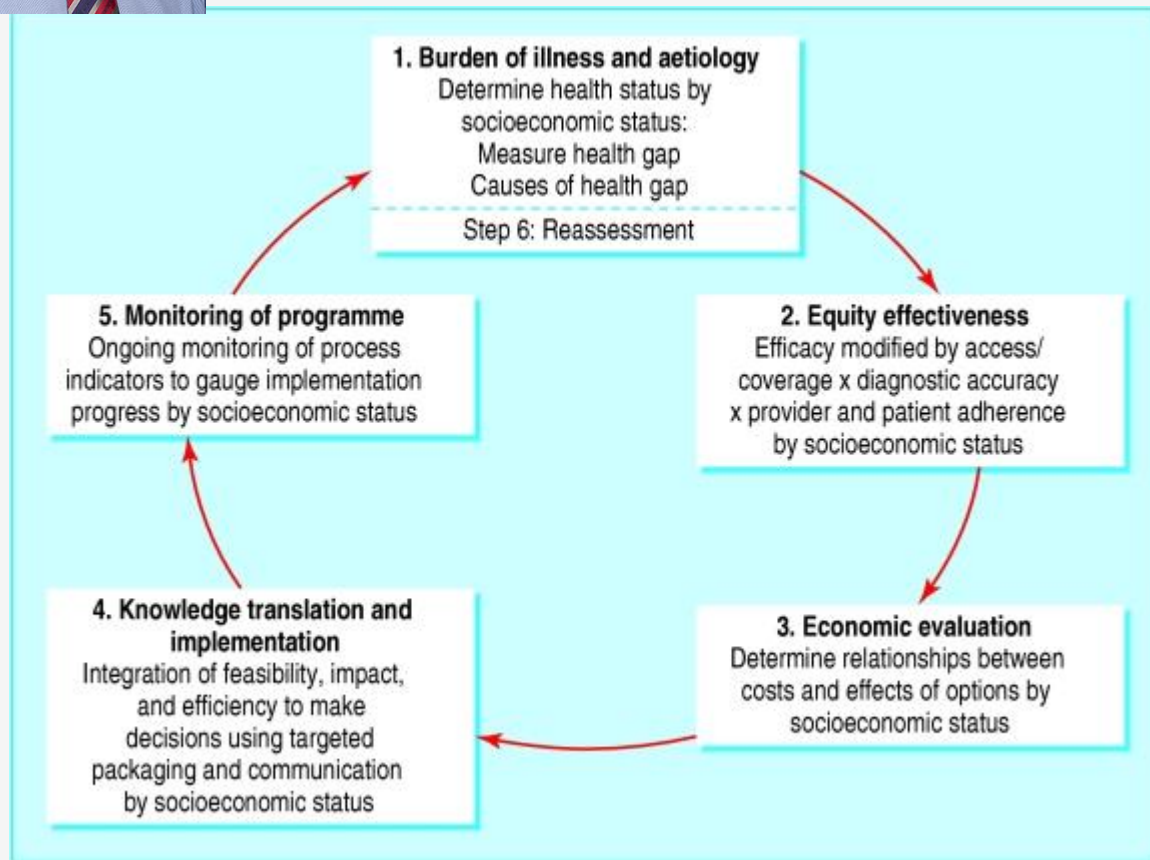 1. Burden of illness and aetiology
Determine health status by
socioeconomic status:
Measure health gap
Causes of health gap
Step 6: Reassessment
2. Equity effectiveness
Efficacy modified by access/
coverage x diagnostic accuracy
x provider and patient adherence
by socioeconomic status
3. Economic evaluation
Determine relationships between
costs and effects of options by
socioeconomic status
4. Knowledge translation and
implementation
Integration of feasibility, impact,
and efficiency to make
decisions using targeted
packaging and communication
by socioeconomic status
5. Monitoring of programme
Ongoing monitoring of process
indicators to gauge implementation
progress by socioeconomic status